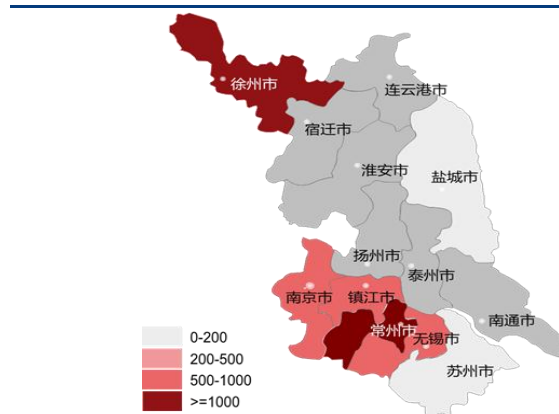 徐州市
连云港市
宿迁市
淮安市
盐城市
扬州市
泰州市
南京市
镇江市
南通市
常州市
无锡市
苏州市
0-200
200-500
500-1000
>=1000